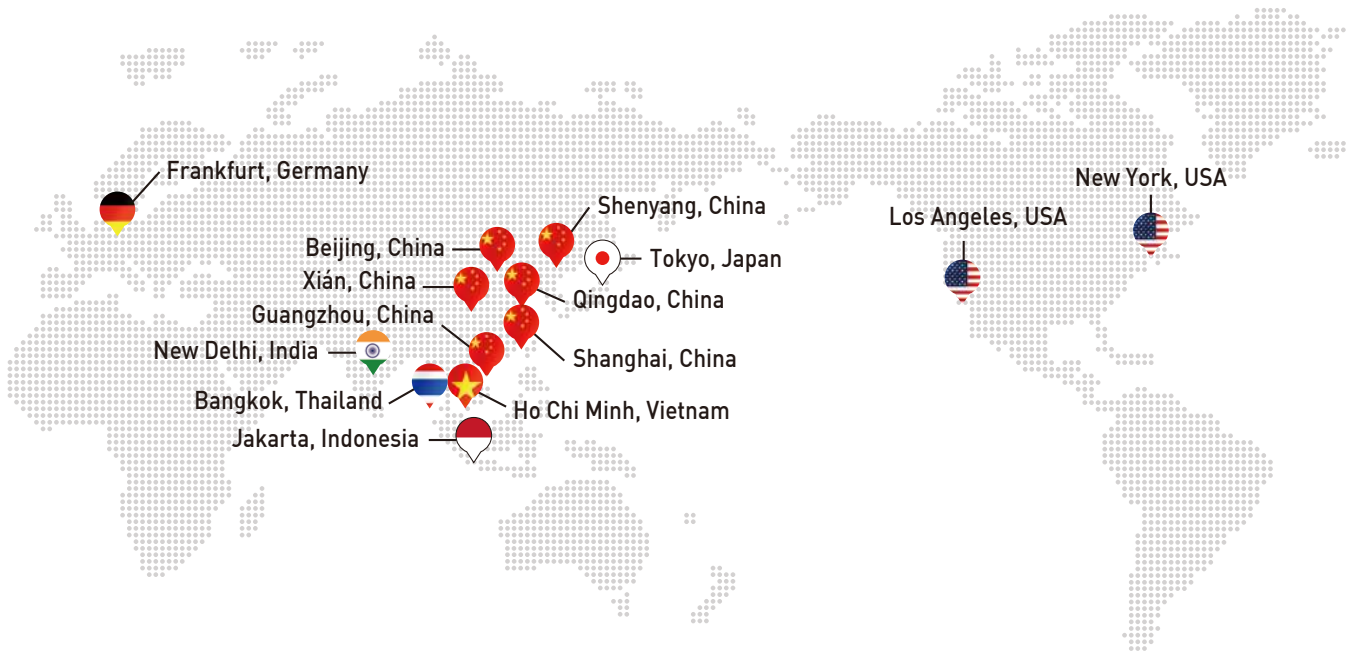 Frankfurt, Germany
New York, USA
Shenyang, China
Los Angeles, USA
Beijing, China
Tokyo, Japan
Xián, China
Qingdao, China
Guangzhou, China
New Delhi, India
Shanghai, China
Bangkok, Thailand
Ho Chi Minh, Vietnam
Jakarta, Indonesia